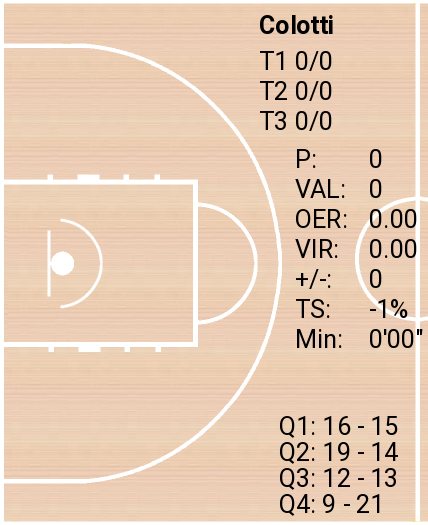 Colotti
T1 0/0
T2 0/0
T3 0/0
P: 0
VAL: 0
OER: 0.00
VIR: 0.00
+/-: 0
TS: -1%
Min: 0'00"
Q1: 16 - 15
Q2: 19 - 14
Q3: 12 - 13
Q4: 9 - 21